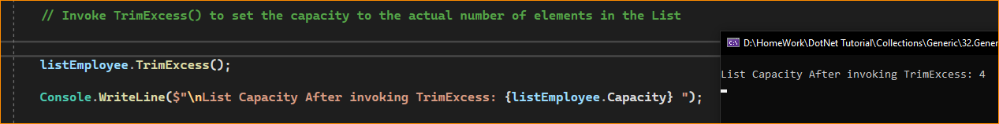 // Invoke TrimExcess() to set the capacity to the actual number of elements in the List
listEmployee.TrimExcess();
Console.WriteLine($"\nList Capacity After invoking TrimExcess: {listEmployee.Capacity} ");
D:\HomeWork\DotNet Tutorial\Collections\Generic\32.Gener
List Capacity After invoking TrimExcess: 4